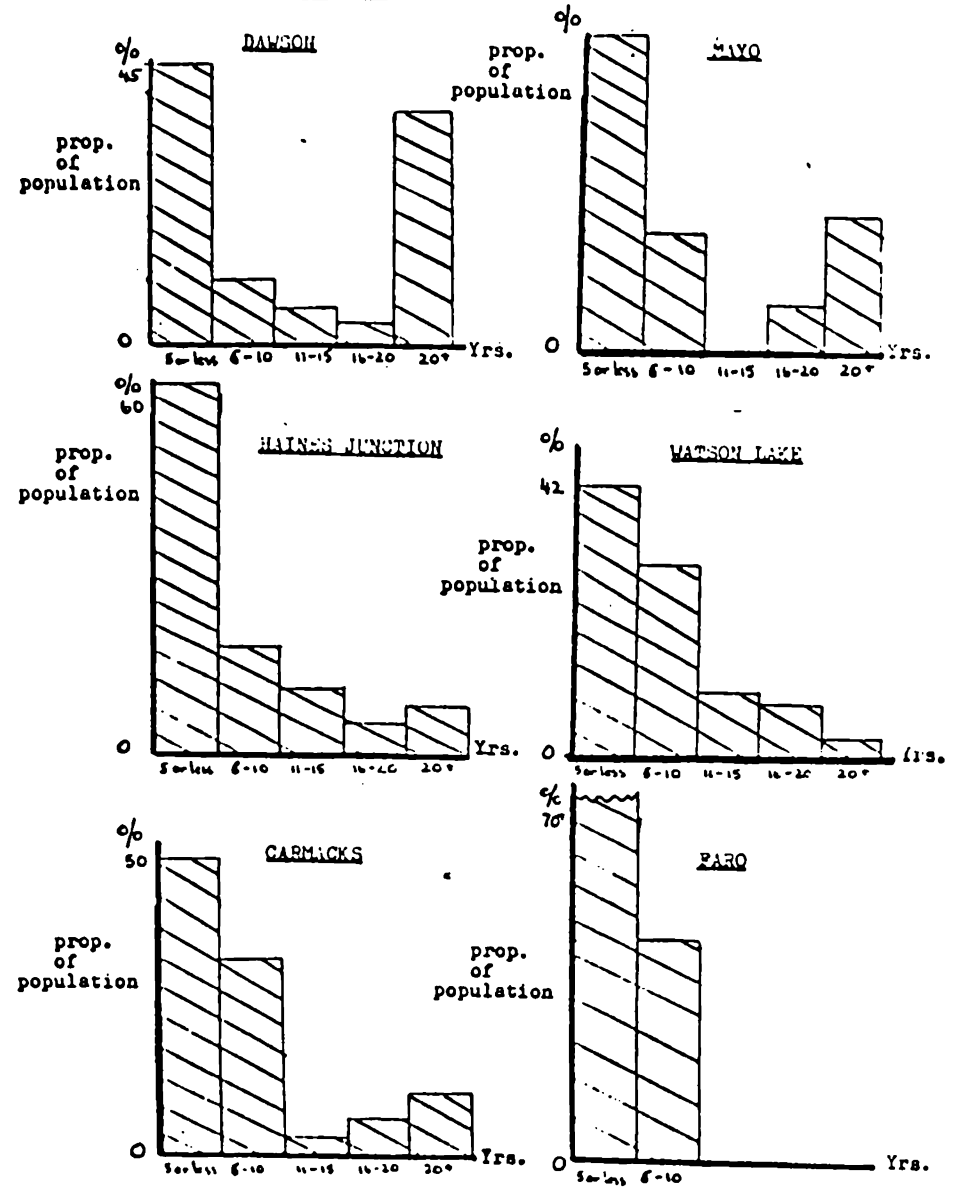 DAWSON
%
45
prop.
of
population
0
5 or less 6-10 11-15 16-20 20+ Yrs.
MAYO
%
prop.
of
population
0
5 or less 6-10 11-15 16-20 20+ Yrs.
HAINES JUNCTION
%
60
prop.
of
population
0
5 or less 6-10 11-15 16-20 20+ Yrs.
WATSON LAKE
%
42
prop.
of
population
0
5 or less 6-10 11-15 16-20 20+ Yrs.
CARMACKS
%
50
prop.
of
population
0
5 or less 6-10 11-15 16-20 20+ Yrs.
FARO
%
70
prop.
of
population
0
5 or less 6-10 Yrs.